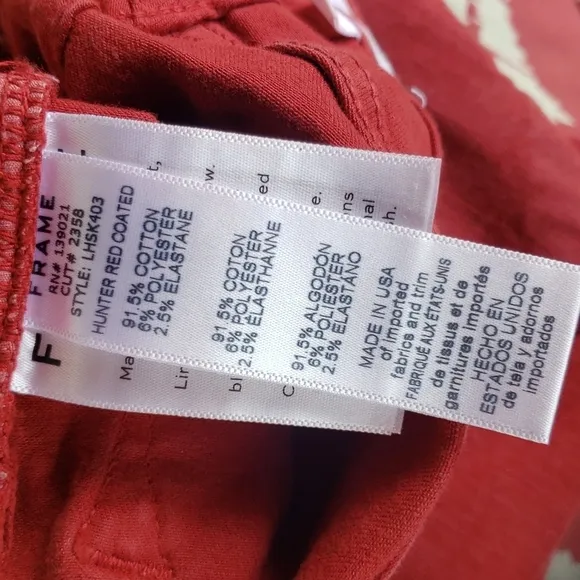 FRAME
RN# 139021
CUT# 2358
STYLE: LHSK403
HUNTER RED COATED
91.5% COTTON
6% POLYESTER
2.5% ELASTANE
91.5% COTON
6% POLYESTER
2.5% ELASTHANNE
91.5% ALGODÓN
6% POLIESTER
2.5% ELASTANO
MADE IN USA
of imported
fabrics and trim
FABRIQUÉ AUX ÉTATS-UNIS
de tissus et de
garnitures importés
HECHO EN
ESTADOS UNIDOS
de tela y adornos
importados
F